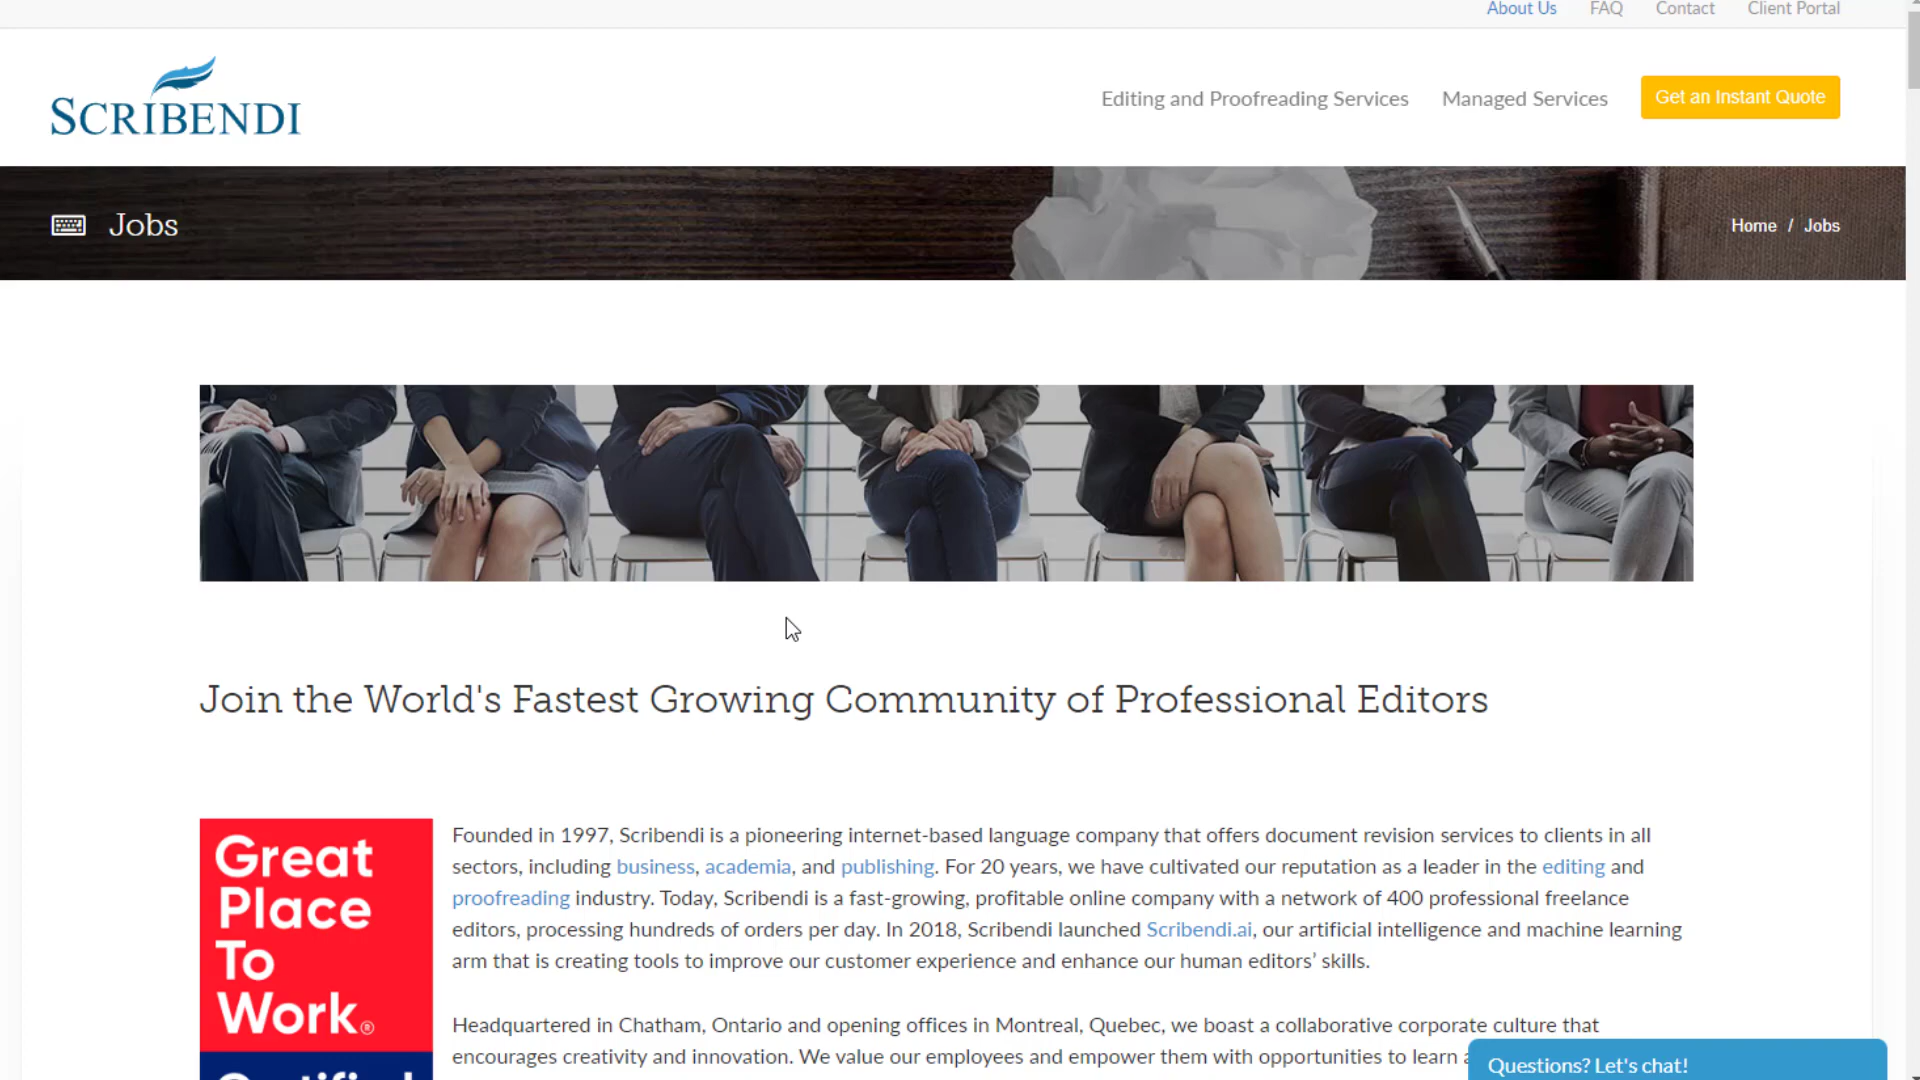 About Us FAQ Contact Client Portal
SCRIBENDI
Editing and Proofreading Services Managed Services Get an Instant Quote
Jobs
Home / Jobs
Join the World's Fastest Growing Community of Professional Editors
Great
Place
To
Work®
Certified
Founded in 1997, Scribendi is a pioneering internet-based language company that offers document revision services to clients in all
sectors, including business, academia, and publishing. For 20 years, we have cultivated our reputation as a leader in the editing and
proofreading industry. Today, Scribendi is a fast-growing, profitable online company with a network of 400 professional freelance
editors, processing hundreds of orders per day. In 2018, Scribendi launched Scribendi.ai, our artificial intelligence and machine learning
arm that is creating tools to improve our customer experience and enhance our human editors’ skills.
Headquartered in Chatham, Ontario and opening offices in Montreal, Quebec, we boast a collaborative corporate culture that
encourages creativity and innovation. We value our employees and empower them with opportunities to learn
Questions? Let's chat!